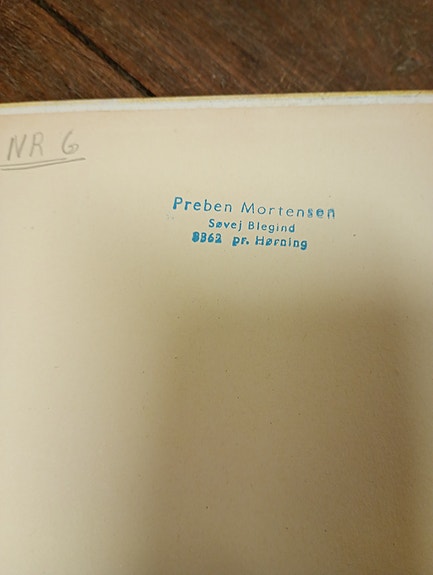 NR 6
Preben Mortensen
Søvej Blegind
8362 pr. Hørning